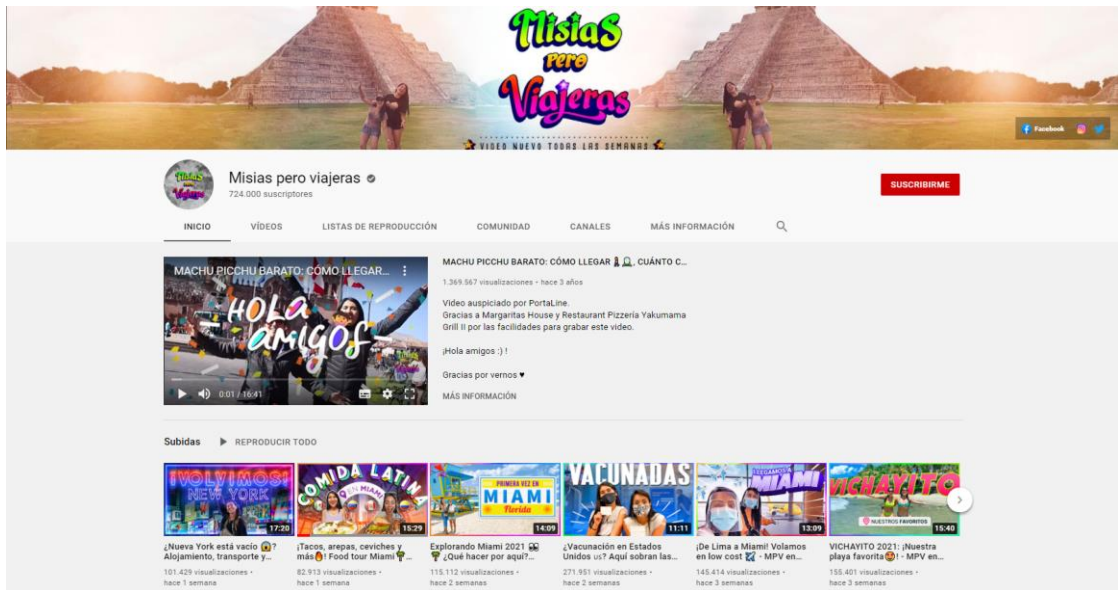 Misias
pero
Viajeras
VIDEO NUEVO TODAS LAS SEMANAS
Facebook
Misias pero viajeras
724.000 suscriptores
SUSCRIBIRME
INICIO VÍDEOS LISTAS DE REPRODUCCIÓN COMUNIDAD CANALES MÁS INFORMACIÓN
MACHU PICCHU BARATO: CÓMO LLEGAR...
HOLA
AMIGOS
0:01 / 16:41
MACHU PICCHU BARATO: CÓMO LLEGAR 💂🏻 🚊, CUÁNTO C...
1.369.567 visualizaciones • hace 3 años
Video auspiciado por PortaLine.
Gracias a Margaritas House y Restaurant Pizzería Yakumama
Grill II por las facilidades para grabar este video.
¡Hola amigos :) !
Gracias por vernos ♥
MÁS INFORMACIÓN
Subidas REPRODUCIR TODO
¡VOLVIMOS!
NEW YORK
17:20
¿Nueva York está vacío 😱?
Alojamiento, transporte y...
101.429 visualizaciones •
hace 1 semana
COMIDA LATINA
EN MIAMI
15:29
¡Tacos, arepas, ceviches y
más🔥! Food tour Miami🌴...
82.913 visualizaciones •
hace 1 semana
PRIMERA VEZ EN
MIAMI
Florida
14:09
Explorando Miami 2021
🌴 ¿Qué hacer por aquí?...
115.112 visualizaciones •
hace 2 semanas
VACUNADAS
11:11
¿Vacunación en Estados
Unidos us? Aquí sobran las...
271.951 visualizaciones •
hace 2 semanas
LLEGAMOS A
MIAMI
13:09
¡De Lima a Miami! Volamos
en low cost - MPV en...
145.414 visualizaciones •
hace 3 semanas
VICHAYITO
NUESTROS FAVORITOS
15:40
VICHAYITO 2021: ¡Nuestra
playa favorita! - MPV en...
155.401 visualizaciones •
hace 3 semanas